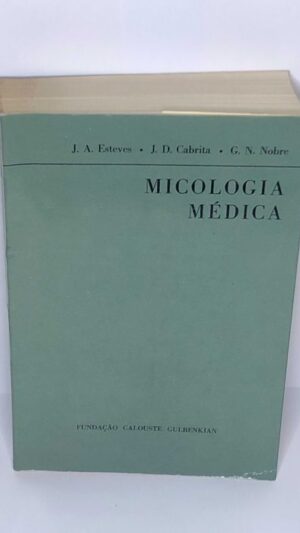 J. A. Esteves • J. D. Cabrita • G. N. Nobre
MICOLOGIA
MÉDICA
FUNDAÇÃO CALOUSTE GULBENKIAN